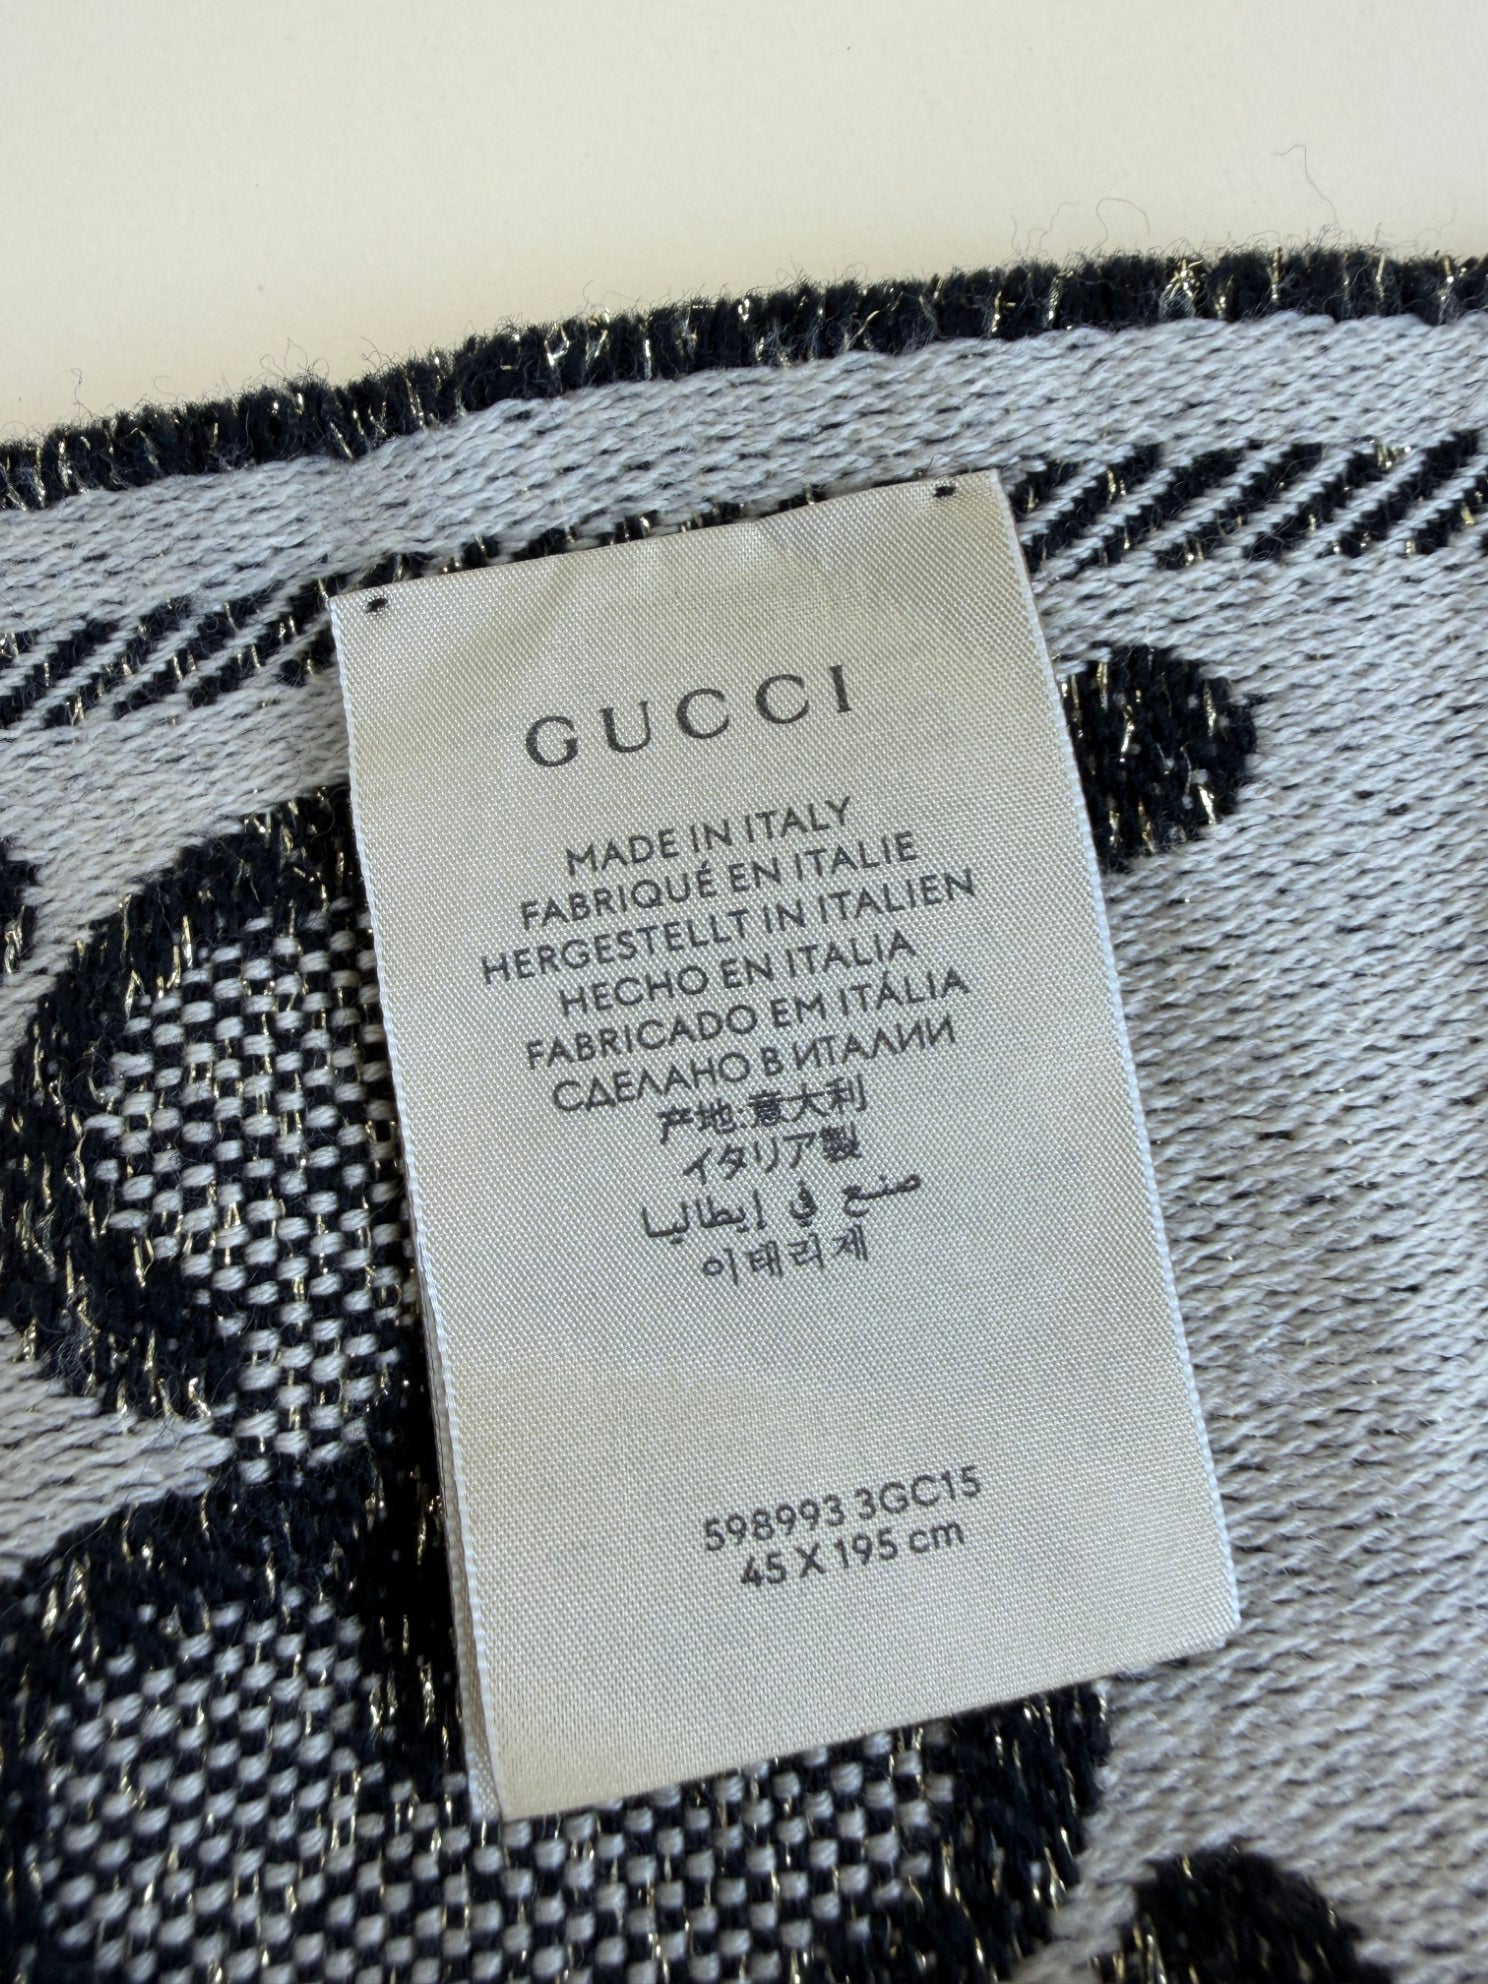 GUCCI
MADE IN ITALY
FABRIQUÉ EN ITALIE
HERGESTELLT IN ITALIEN
HECHO EN ITALIA
FABRICADO EM ITÁLIA
СДЕЛАНО В ИТАЛИИ
产地:意大利
イタリア製
صنع في إيطاليا
이태리제
598993 3GC15
45 X 195 cm